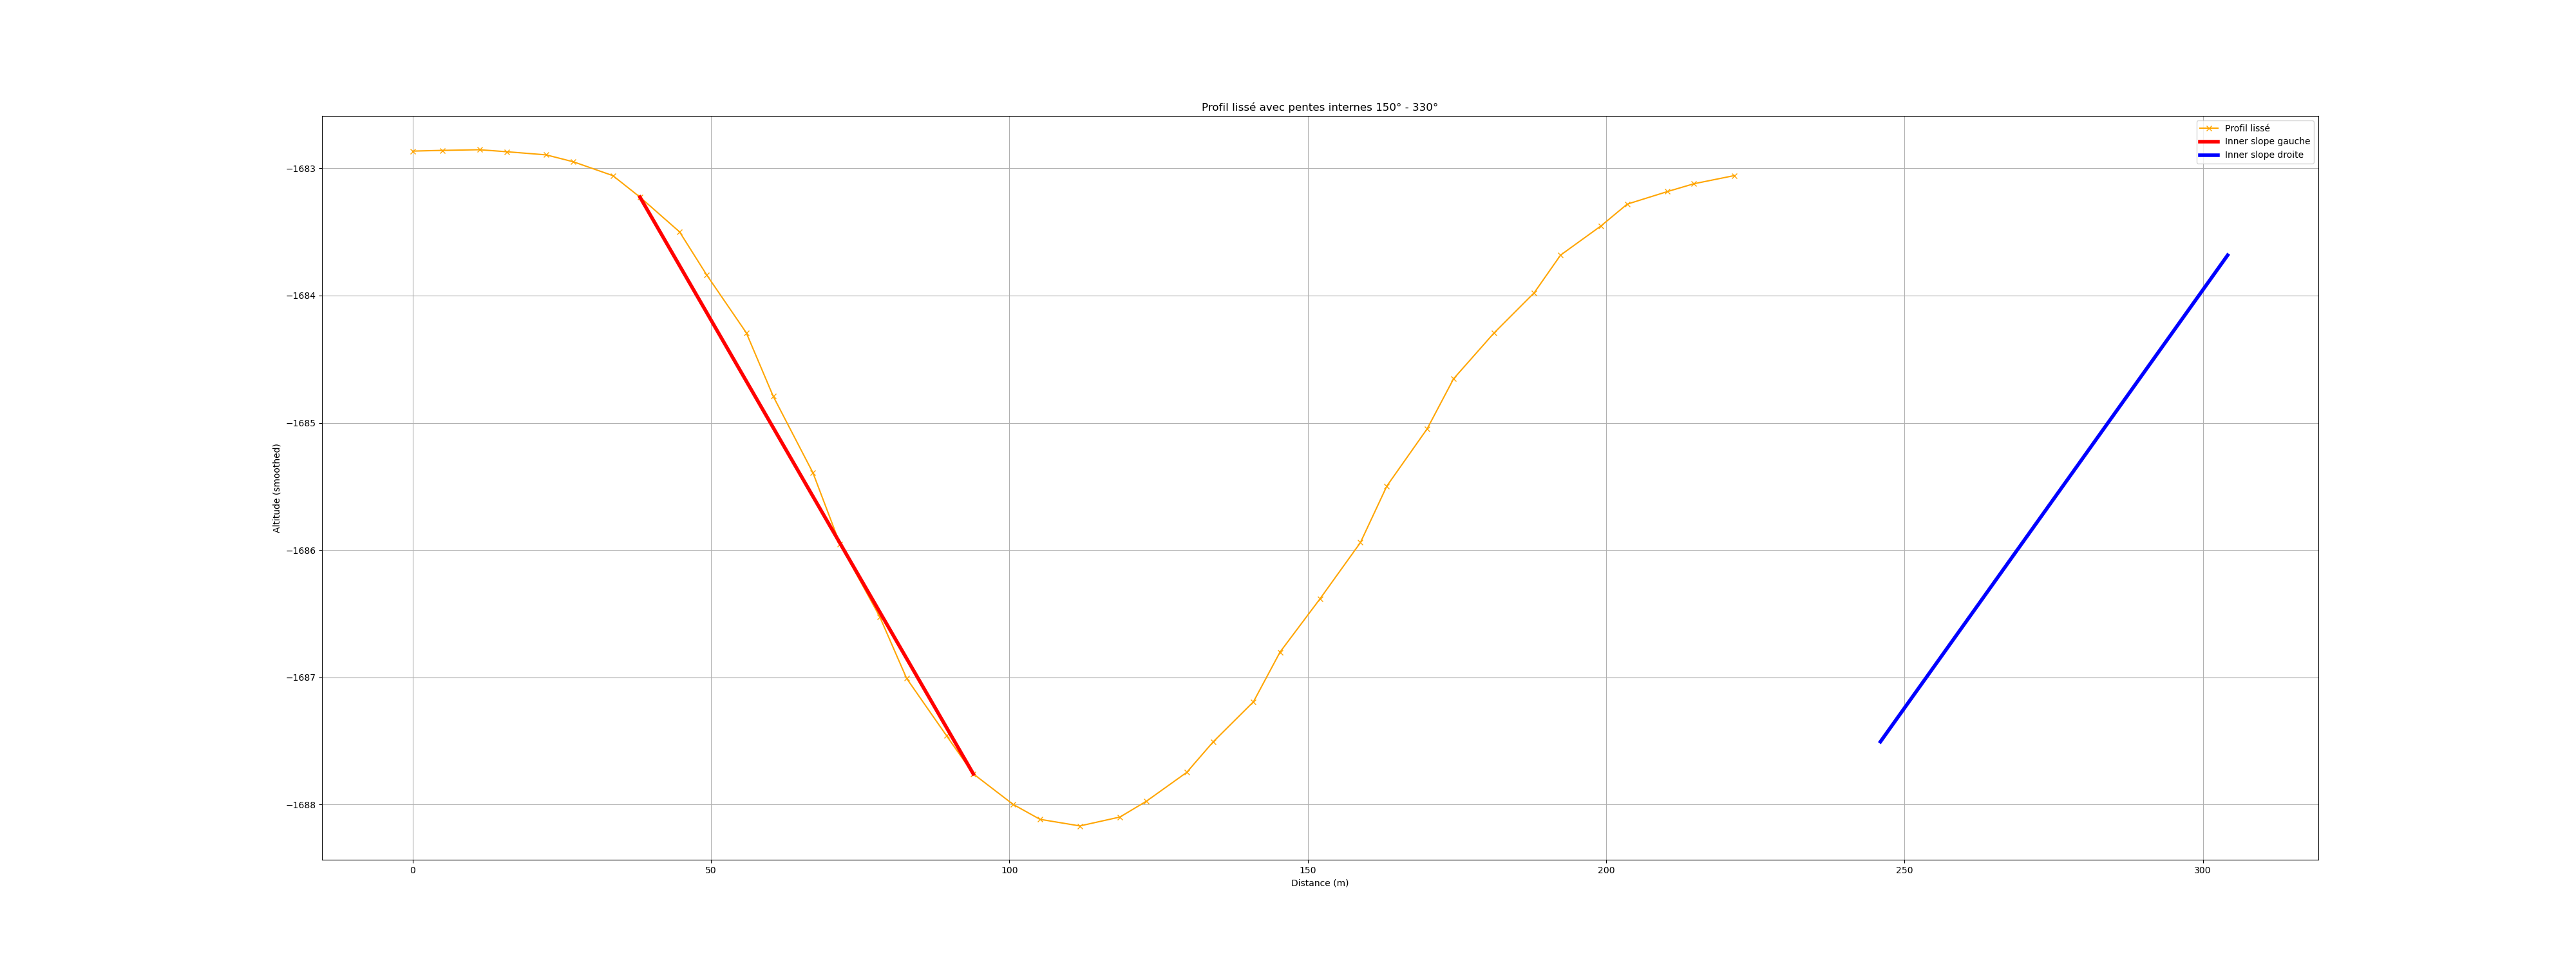 Profil lissé avec pentes internes 150° - 330°
Profil lissé
Inner slope gauche
Inner slope droite
Altitude (smoothed)
−1683
−1684
−1685
−1686
−1687
−1688
0 50 100 150 200 250 300
Distance (m)